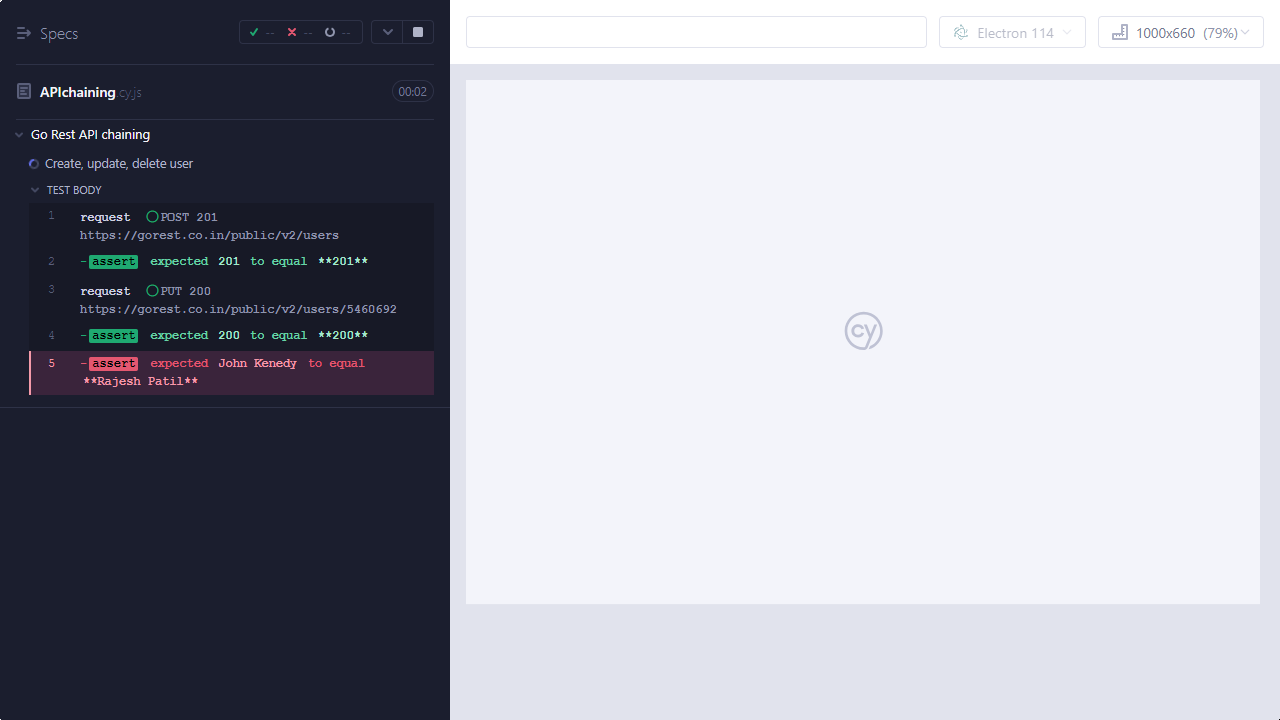 Specs
--
--
--
Electron 114
1000x660 (79%)
APIchaining.cy.js
00:02
Go Rest API chaining
Create, update, delete user
TEST BODY
1 request POST 201
https://gorest.co.in/public/v2/users
2 -assert expected 201 to equal **201**
3 request PUT 200
https://gorest.co.in/public/v2/users/5460692
4 -assert expected 200 to equal **200**
5 -assert expected John Kenedy to equal
**Rajesh Patil**
cy